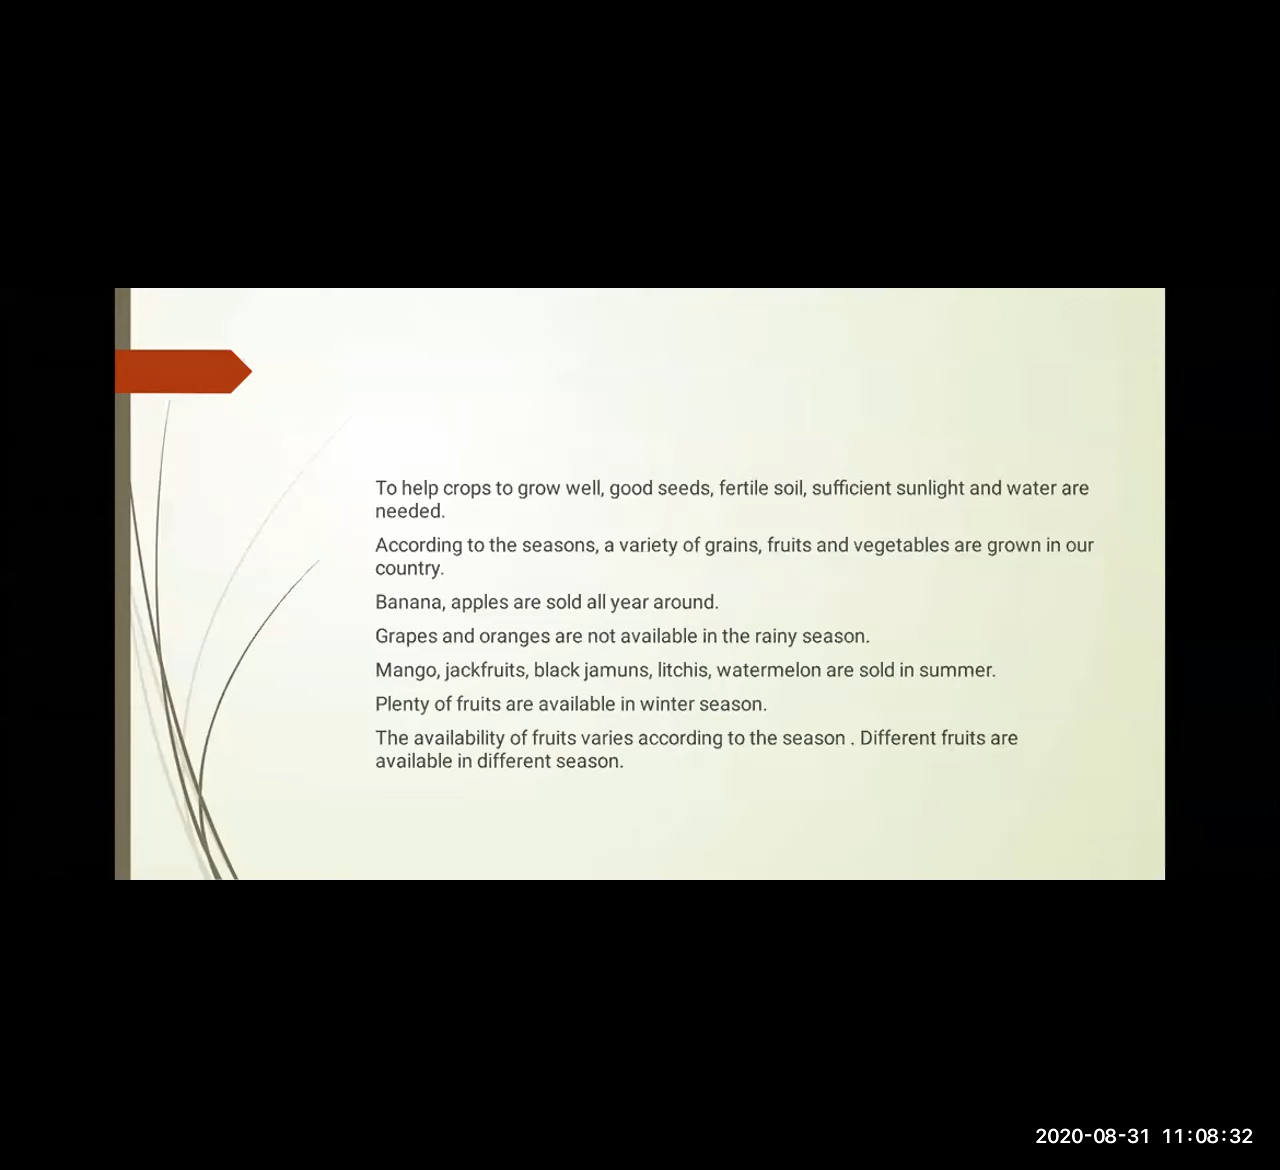 To help crops to grow well, good seeds, fertile soil, sufficient sunlight and water are
needed.
According to the seasons, a variety of grains, fruits and vegetables are grown in our
country.
Banana, apples are sold all year around.
Grapes and oranges are not available in the rainy season.
Mango, jackfruits, black jamuns, litchis, watermelon are sold in summer.
Plenty of fruits are available in winter season.
The availability of fruits varies according to the season . Different fruits are
available in different season.
2020-08-31 11:08:32